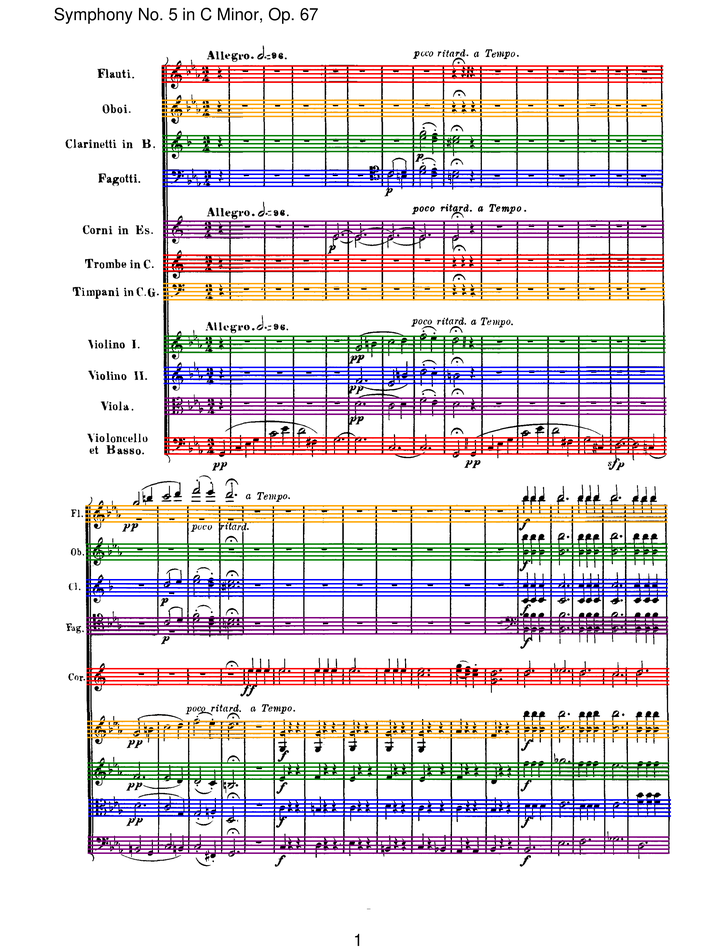 Symphony No. 5 in C Minor, Op. 67
Allegro. 𝅗𝅥.=96. poco ritard. a Tempo.
Flauti.
Oboi.
Clarinetti in B.
p
Fagotti.
p
Allegro. 𝅗𝅥.=96. poco ritard. a Tempo.
Corni in Es.
p
Trombe in C.
Timpani in C.G.
Allegro. 𝅗𝅥.=96. poco ritard. a Tempo.
Violino I.
pp
Violino II.
pp
Viola.
pp
Violoncello
et Basso.
pp pp sfp
a Tempo.
Fl.
pp poco ritard. f
Ob.
f
Cl.
p f
Fag.
p f
Cor.
ff
poco ritard. a Tempo.
pp f f
pp f f
pp f f
f f
1